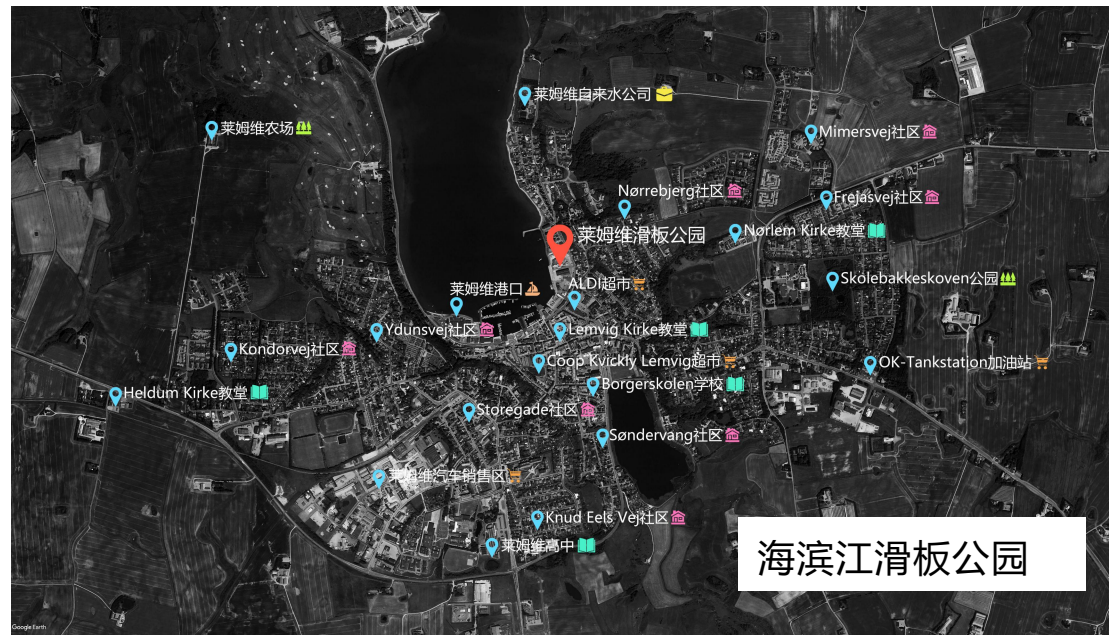 莱姆维自来水公司
莱姆维农场
Mimersvej社区
Nørrebjerg社区
Frejasvej社区
莱姆维滑板公园
Nørlem Kirke教堂
Skolebakkeskoven公园
ALDI超市
莱姆维港口
Ydunsvej社区
Lemvig Kirke教堂
Kondorvej社区
Coop Kvickly Lemvig超市
OK-Tankstation加油站
Borgerskolen学校
Heldum Kirke教堂
Storegade社区
Søndervang社区
莱姆维汽车销售区
Knud Eels Vej社区
莱姆维高中
海滨江滑板公园
Google Earth